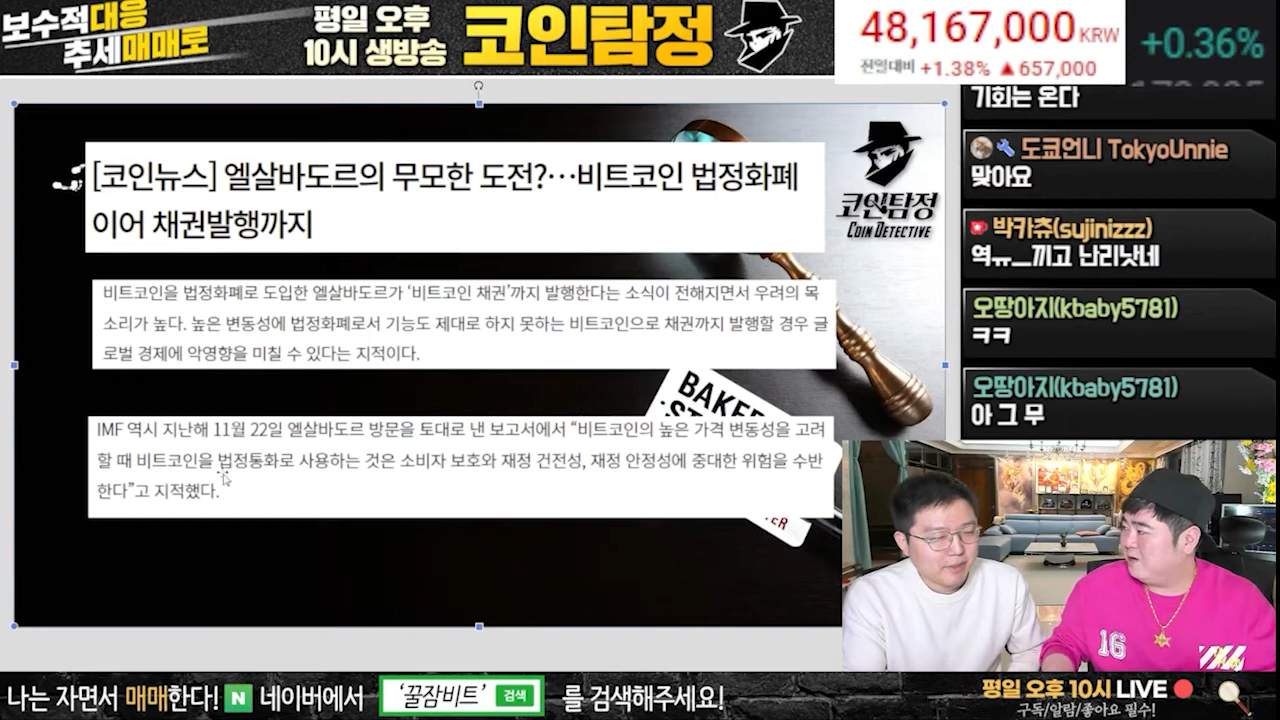 보수적대응
추세매매로
평일 오후
10시 생방송
코인탐정
48,167,000 KRW
전일대비 +1.38% ▲657,000
+0.36%
기회는 온다
도쿄언니 TokyoUnnie
맞아요
박카츄(sujinizzz)
역ㅠㅡ끼고 난리낫네
오땅아지(kbaby5781)
ㅋㅋ
오땅아지(kbaby5781)
아 그 무
[코인뉴스] 엘살바도르의 무모한 도전?…비트코인 법정화폐
이어 채권발행까지
코인탐정
COIN DETECTIVE
비트코인을 법정화폐로 도입한 엘살바도르가 ‘비트코인 채권’까지 발행한다는 소식이 전해지면서 우려의 목
소리가 높다. 높은 변동성에 법정화폐로서 기능도 제대로 하지 못하는 비트코인으로 채권까지 발행할 경우 글
로벌 경제에 악영향을 미칠 수 있다는 지적이다.
IMF 역시 지난해 11월 22일 엘살바도르 방문을 토대로 낸 보고서에서 “비트코인의 높은 가격 변동성을 고려
할 때 비트코인을 법정통화로 사용하는 것은 소비자 보호와 재정 건전성, 재정 안정성에 중대한 위험을 수반
한다”고 지적했다.
16
나는 자면서 매매한다! N 네이버에서 ‘꿀잠비트’ 검색 를 검색해주세요!
평일 오후 10시 LIVE
구독/알람/좋아요 필수!